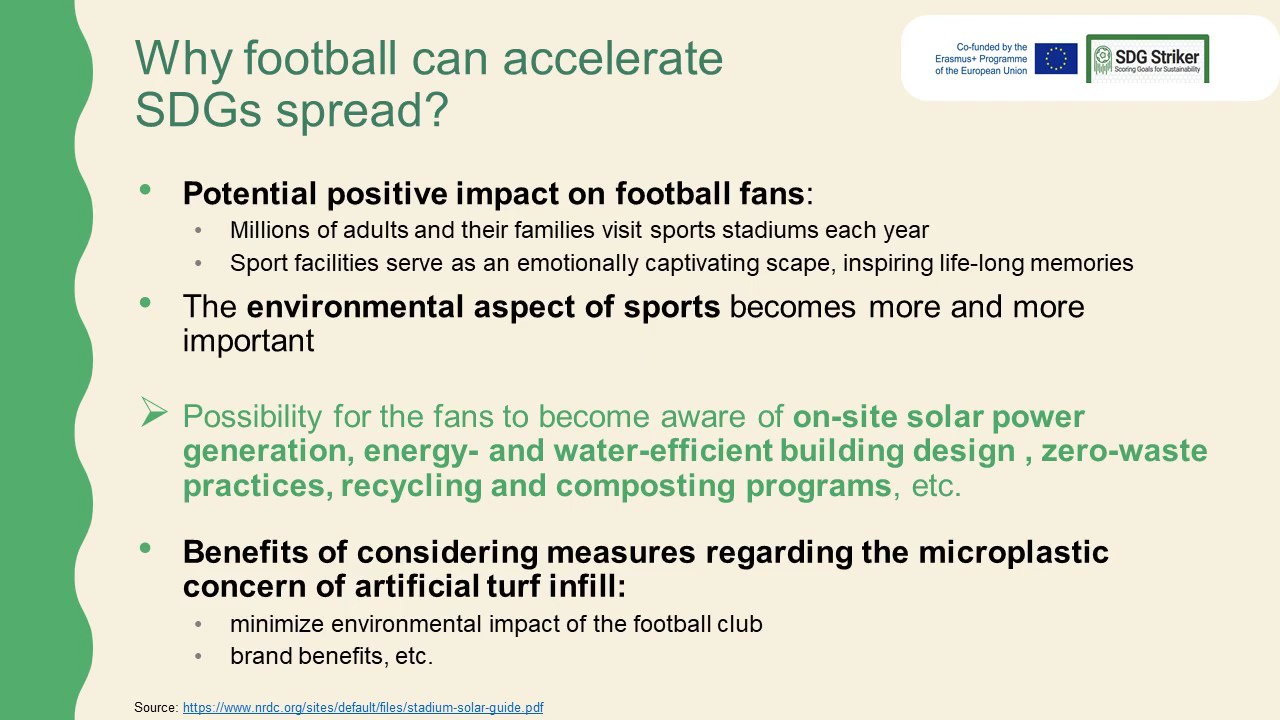 Why football can accelerate
SDGs spread?
Co-funded by the
Erasmus+ Programme
of the European Union
SDG Striker
Scoring Goals for Sustainability
• Potential positive impact on football fans:
• Millions of adults and their families visit sports stadiums each year
• Sport facilities serve as an emotionally captivating scape, inspiring life-long memories
• The environmental aspect of sports becomes more and more
important
➢ Possibility for the fans to become aware of on-site solar power
generation, energy- and water-efficient building design , zero-waste
practices, recycling and composting programs, etc.
• Benefits of considering measures regarding the microplastic
concern of artificial turf infill:
• minimize environmental impact of the football club
• brand benefits, etc.
Source: https://www.nrdc.org/sites/default/files/stadium-solar-guide.pdf